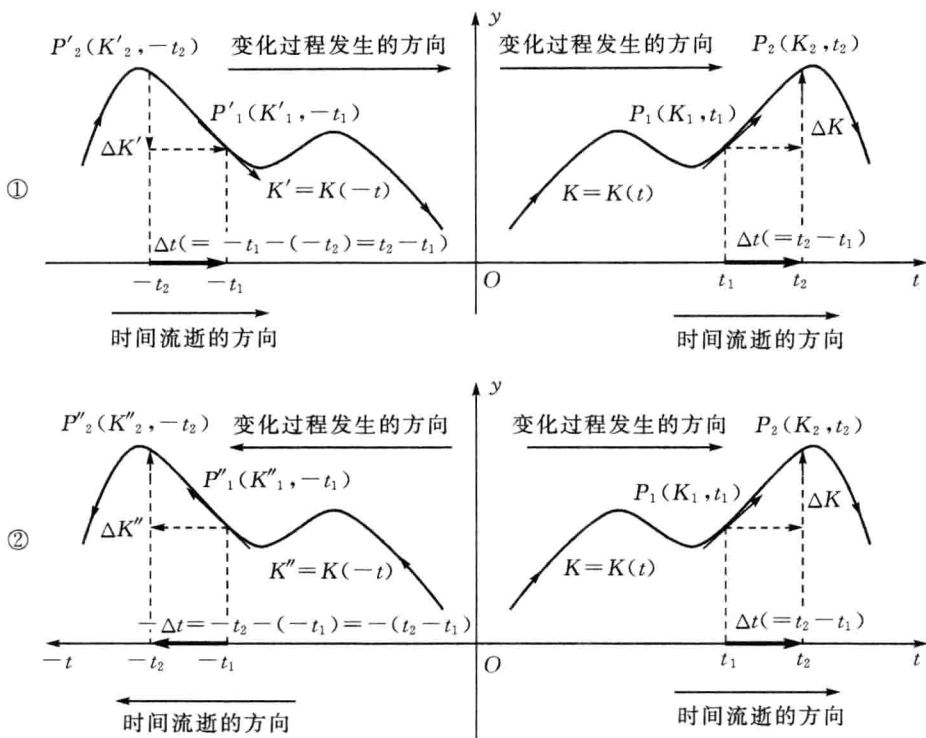 y
P′₂(K′₂,−t₂)
变化过程发生的方向
变化过程发生的方向
P₂(K₂,t₂)
P′₁(K′₁,−t₁)
P₁(K₁,t₁)
ΔK′
ΔK
①
K′=K(−t)
K=K(t)
Δt(= −t₁−(−t₂)=t₂−t₁)
Δt(=t₂−t₁)
−t₂
−t₁
O
t₁
t₂
t
时间流逝的方向
时间流逝的方向
y
P″₂(K″₂,−t₂)
变化过程发生的方向
变化过程发生的方向
P₂(K₂,t₂)
P″₁(K″₁,−t₁)
P₁(K₁,t₁)
ΔK″
ΔK
②
K″=K(−t)
K=K(t)
−Δt=−t₂−(−t₁)=−(t₂−t₁)
Δt(=t₂−t₁)
−t
−t₂
−t₁
O
t₁
t₂
t
时间流逝的方向
时间流逝的方向